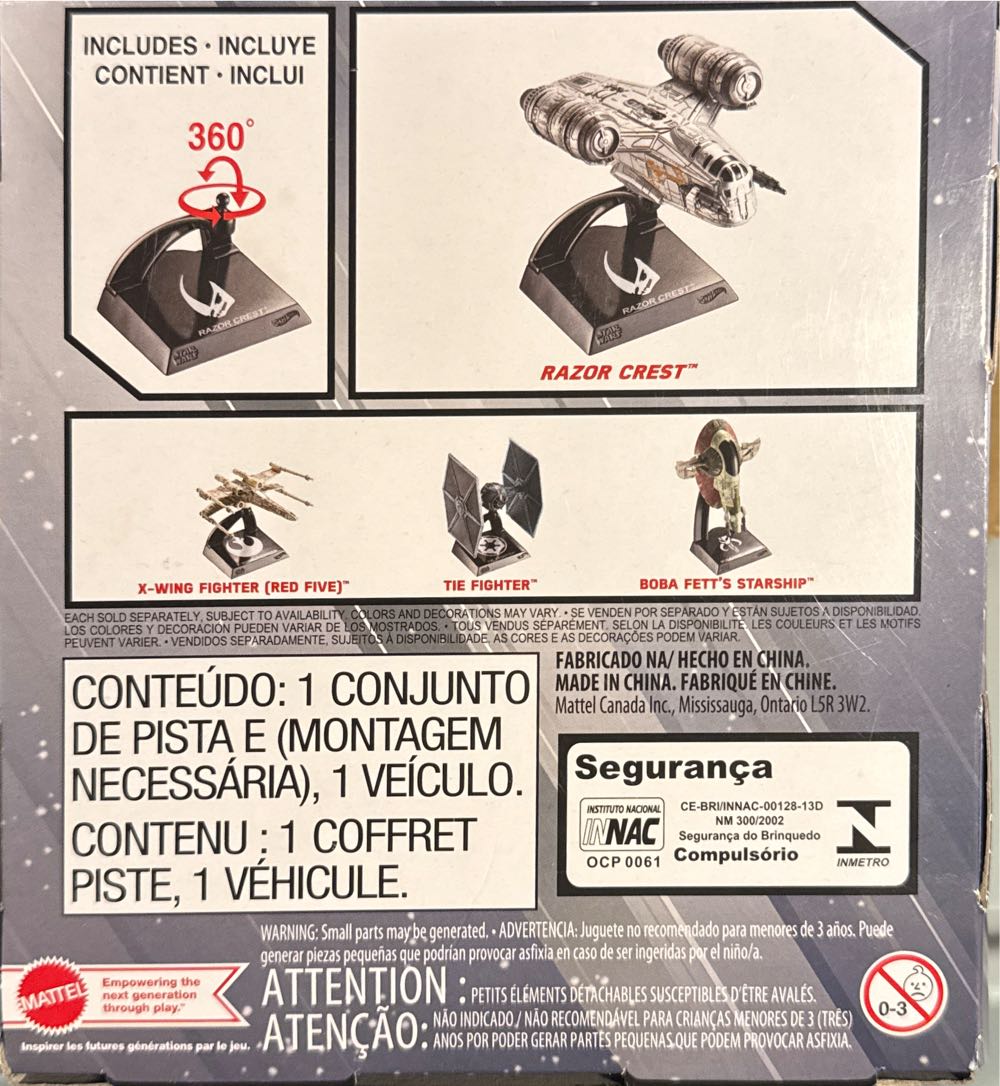 INCLUDES • INCLUYE
CONTIENT • INCLUI
360°
RAZOR CREST™
STAR WARS
RAZOR CREST™
STAR WARS
RAZOR CREST™
X-WING FIGHTER (RED FIVE)™
TIE FIGHTER™
BOBA FETT'S STARSHIP™
EACH SOLD SEPARATELY, SUBJECT TO AVAILABILITY. COLORS AND DECORATIONS MAY VARY. • SE VENDEN POR SEPARADO Y ESTÁN SUJETOS A DISPONIBILIDAD.
LOS COLORES Y DECORACIÓN PUEDEN VARIAR DE LOS MOSTRADOS. • TOUS VENDUS SÉPARÉMENT. SELON LA DISPONIBILITÉ. LES COULEURS ET LES MOTIFS
PEUVENT VARIER. • VENDIDOS SEPARADAMENTE, SUJEITOS À DISPONIBILIDADE. AS CORES E AS DECORAÇÕES PODEM VARIAR.
CONTEÚDO: 1 CONJUNTO
DE PISTA E (MONTAGEM
NECESSÁRIA), 1 VEÍCULO.
CONTENU : 1 COFFRET
PISTE, 1 VÉHICULE.
FABRICADO NA/ HECHO EN CHINA.
MADE IN CHINA. FABRIQUÉ EN CHINE.
Mattel Canada Inc., Mississauga, Ontario L5R 3W2.
Segurança
INSTITUTO NACIONAL
INNAC
OCP 0061
CE-BRI/INNAC-00128-13D
NM 300/2002
Segurança do Brinquedo
Compulsório
INMETRO
WARNING: Small parts may be generated. • ADVERTENCIA: Juguete no recomendado para menores de 3 años. Puede
generar piezas pequeñas que podrían provocar asfixia en caso de ser ingeridas por el niño/a.
ATTENTION : PETITS ÉLÉMENTS DÉTACHABLES SUSCEPTIBLES D'ÊTRE AVALÉS.
ATENÇÃO: NÃO INDICADO / NÃO RECOMENDÁVEL PARA CRIANÇAS MENORES DE 3 (TRÊS)
ANOS POR PODER GERAR PARTES PEQUENAS QUE PODEM PROVOCAR ASFIXIA.
MATTEL
Empowering the
next generation
through play.™
Inspirer les futures générations par le jeu.
0-3